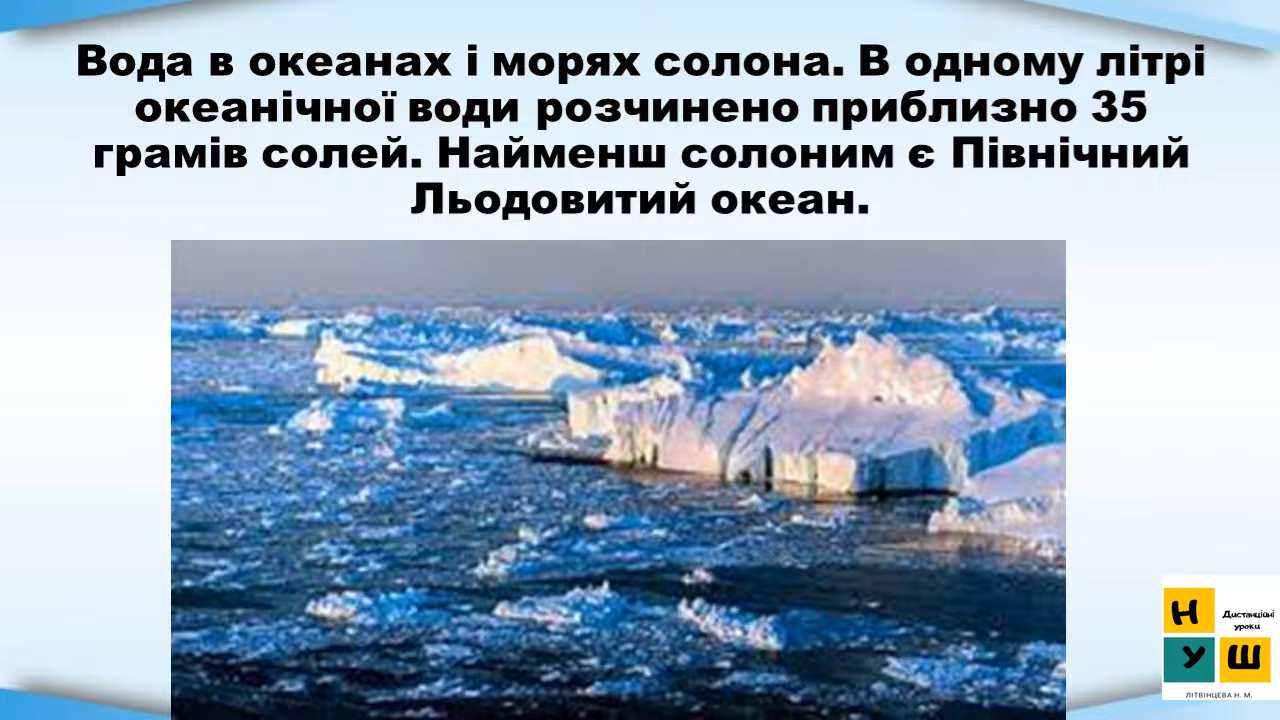 Вода в океанах і морях солона. В одному літрі
океанічної води розчинено приблизно 35
грамів солей. Найменш солоним є Північний
Льодовитий океан.
Н
Дистанційні
уроки
У Ш
ЛІТВІНЦЕВА Н. М.